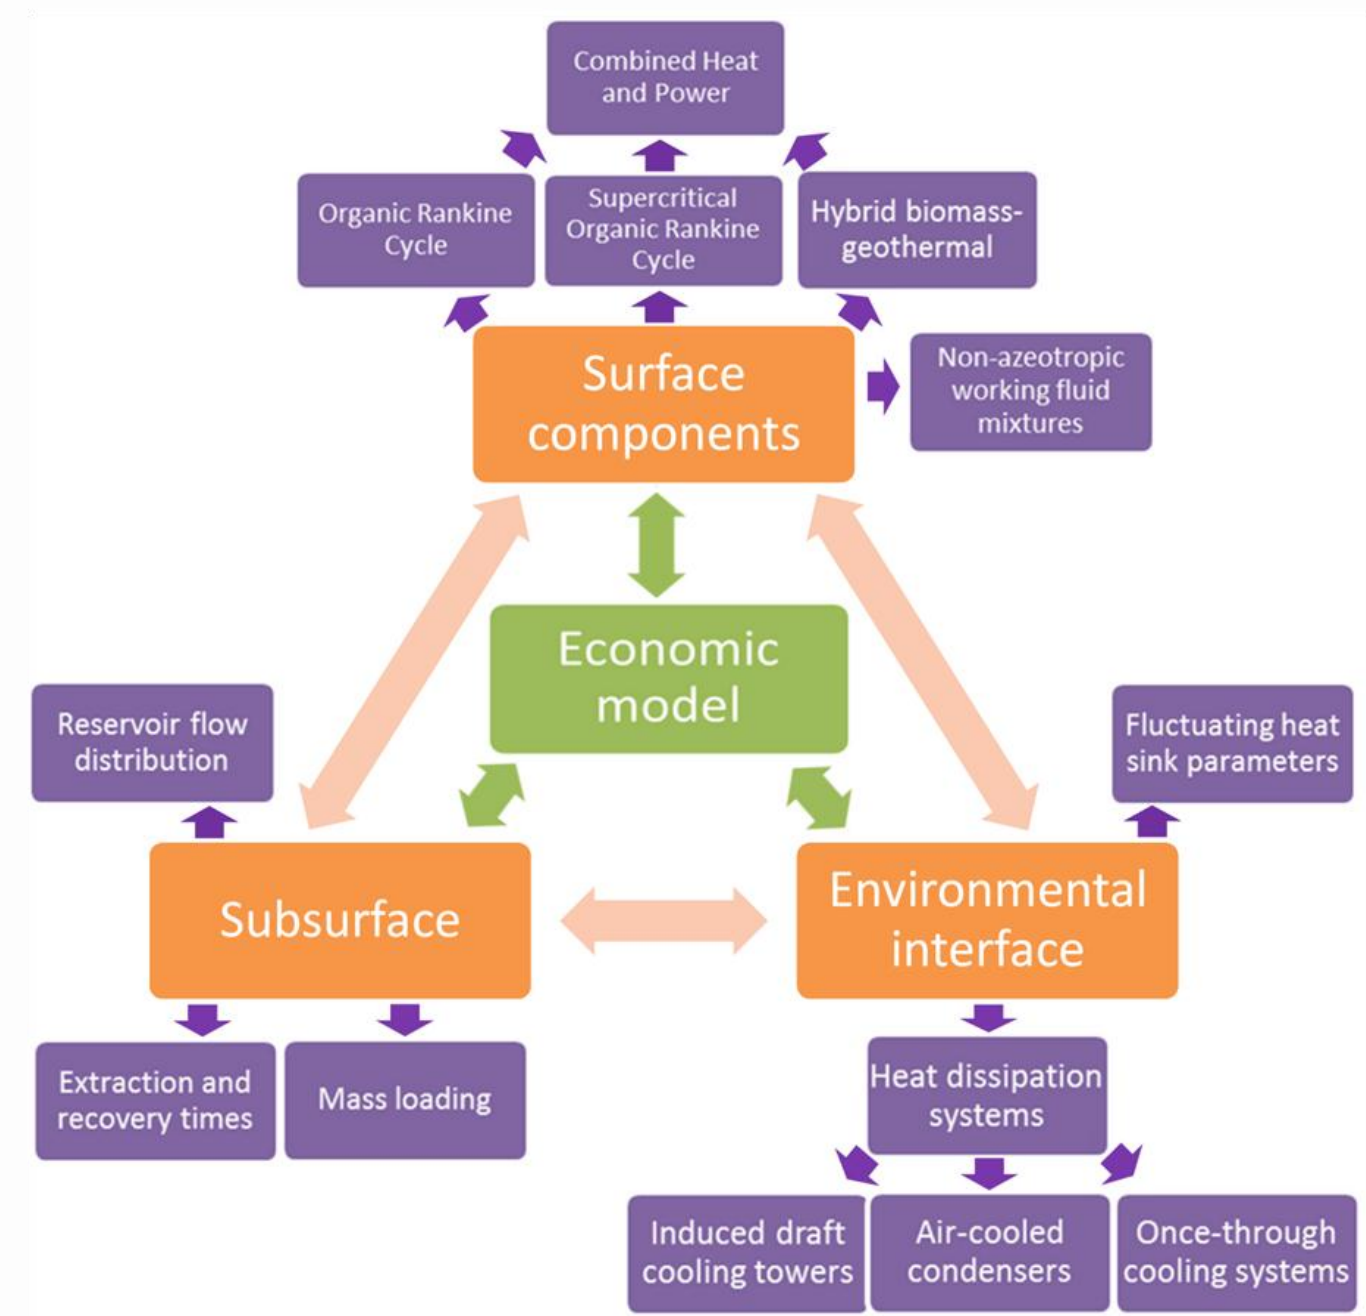 Combined Heat
and Power
Organic Rankine
Cycle
Supercritical
Organic Rankine
Cycle
Hybrid biomass-
geothermal
Surface
components
Non-azeotropic
working fluid
mixtures
Economic
model
Reservoir flow
distribution
Fluctuating heat
sink parameters
Subsurface
Environmental
interface
Extraction and
recovery times
Mass loading
Heat dissipation
systems
Induced draft
cooling towers
Air-cooled
condensers
Once-through
cooling systems